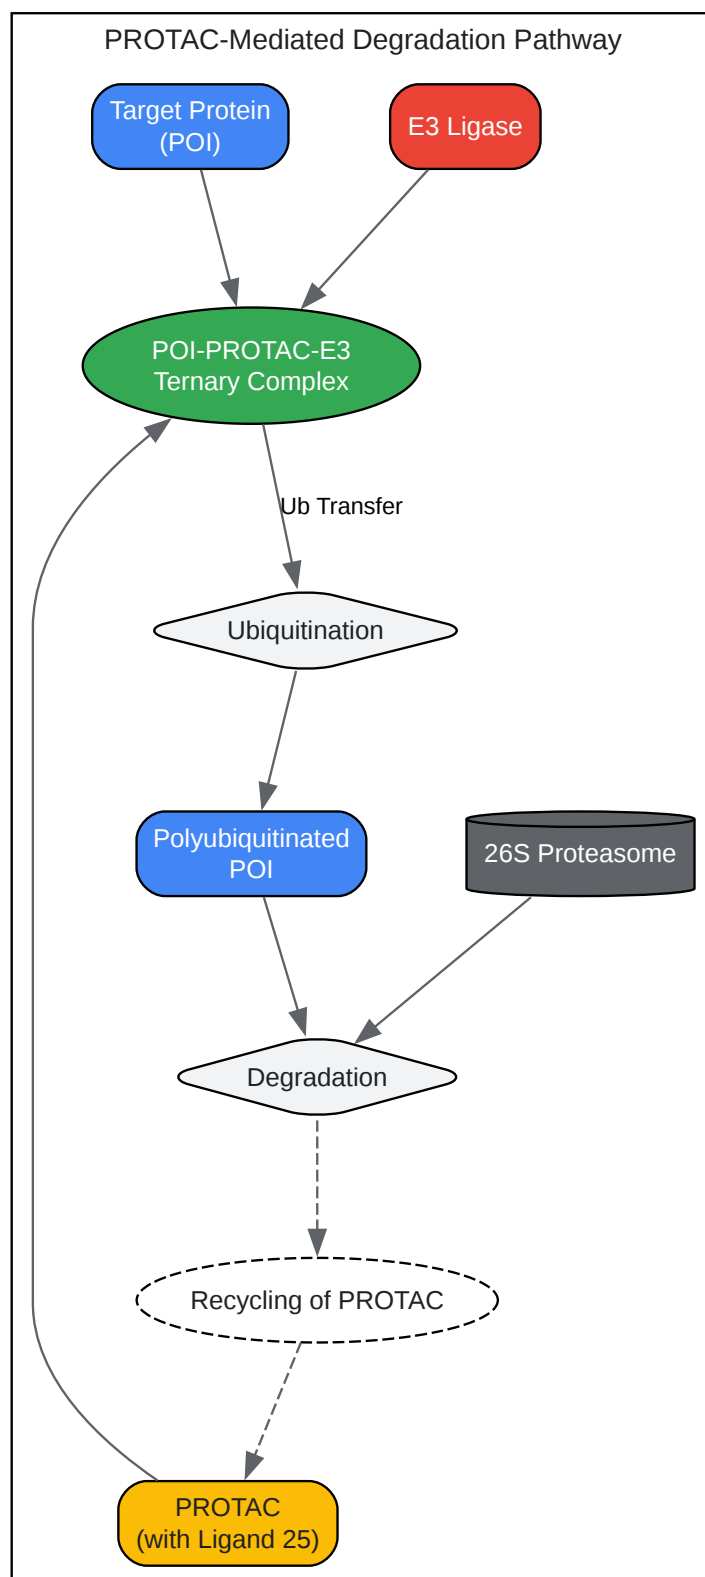 PROTAC-Mediated Degradation Pathway
Target Protein
(POI)
E3 Ligase
POI-PROTAC-E3
Ternary Complex
Ub Transfer
Ubiquitination
Polyubiquitinated
POI
26S Proteasome
Degradation
Recycling of PROTAC
PROTAC
(with Ligand 25)